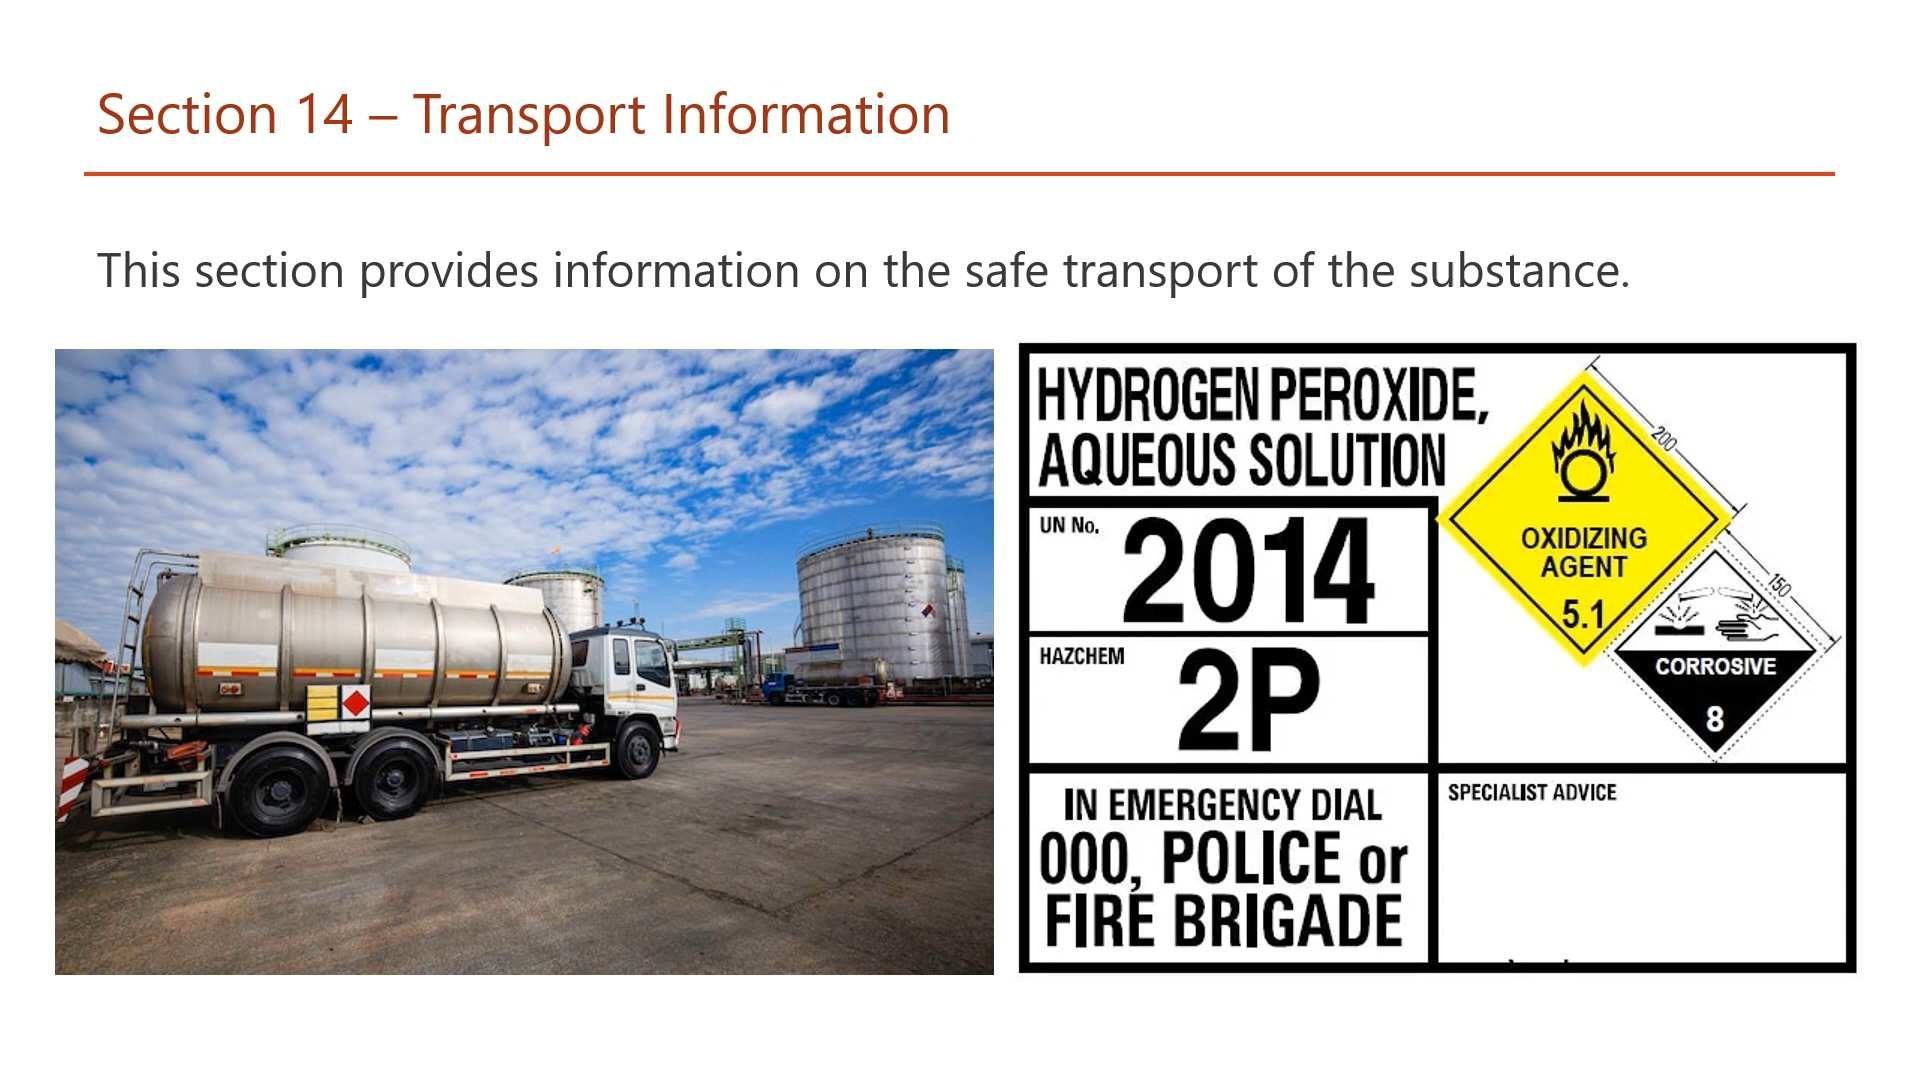 Section 14 – Transport Information
This section provides information on the safe transport of the substance.
HYDROGEN PEROXIDE,
AQUEOUS SOLUTION
UN No.
2014
HAZCHEM
2P
IN EMERGENCY DIAL
000, POLICE or
FIRE BRIGADE
200
OXIDIZING
AGENT
5.1
150
CORROSIVE
8
SPECIALIST ADVICE